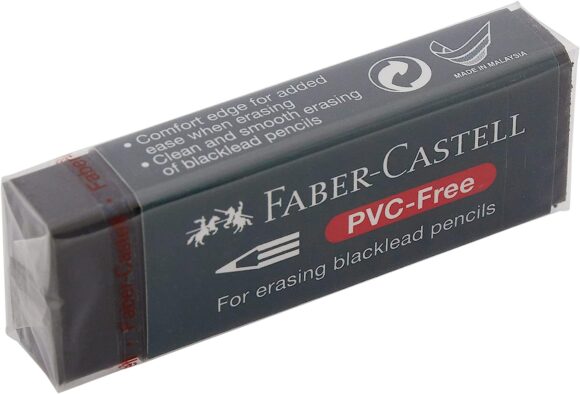 • Comfort edge for added
ease when erasing
• Clean and smooth erasing
of blacklead pencils
MADE IN MALAYSIA
FABER-CASTELL
PVC-Free
For erasing blacklead pencils
Faber-Castell